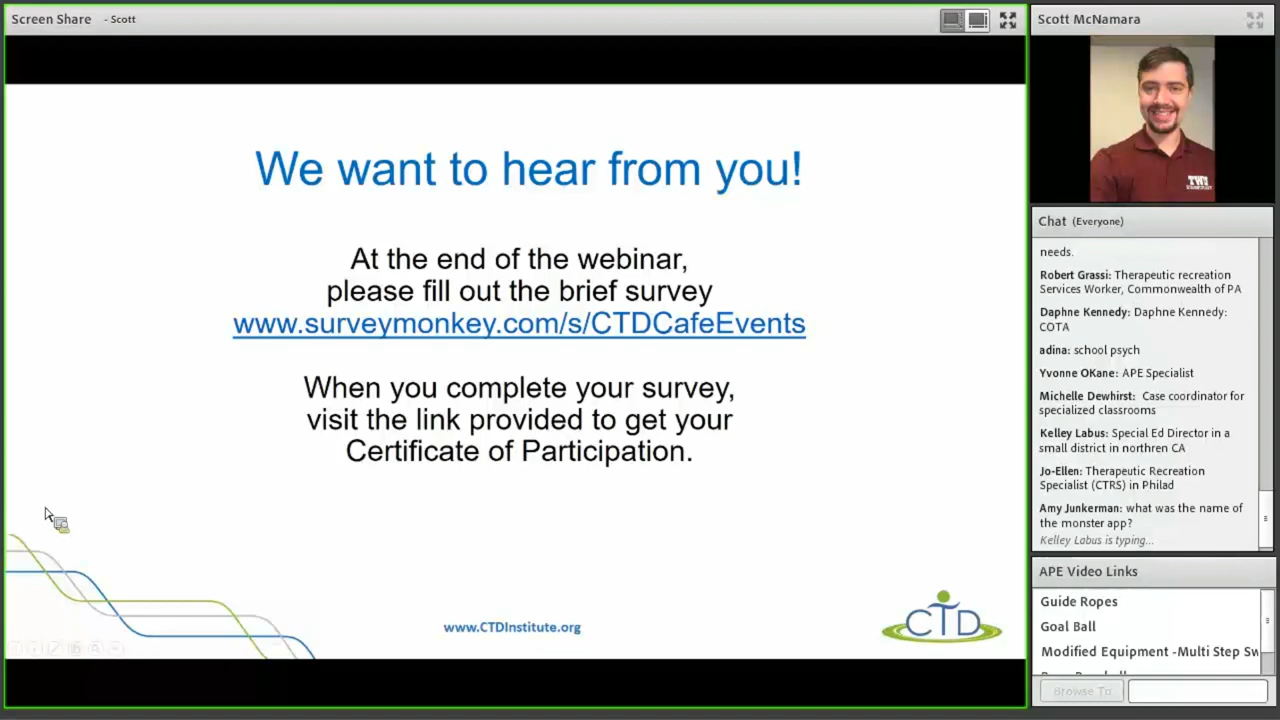 Screen Share - Scott
We want to hear from you!
At the end of the webinar,
please fill out the brief survey
www.surveymonkey.com/s/CTDCafeEvents
When you complete your survey,
visit the link provided to get your
Certificate of Participation.
www.CTDInstitute.org
CTD
Scott McNamara
TWU
Chat (Everyone)
needs.
Robert Grassi: Therapeutic recreation
Services Worker, Commonwealth of PA
Daphne Kennedy: Daphne Kennedy:
COTA
adina: school psych
Yvonne OKane: APE Specialist
Michelle Dewhirst: Case coordinator for
specialized classrooms
Kelley Labus: Special Ed Director in a
small district in northren CA
Jo-Ellen: Therapeutic Recreation
Specialist (CTRS) in Philad
Amy Junkerman: what was the name of
the monster app?
Kelley Labus is typing...
APE Video Links
Guide Ropes
Goal Ball
Modified Equipment -Multi Step Sw
Browse To